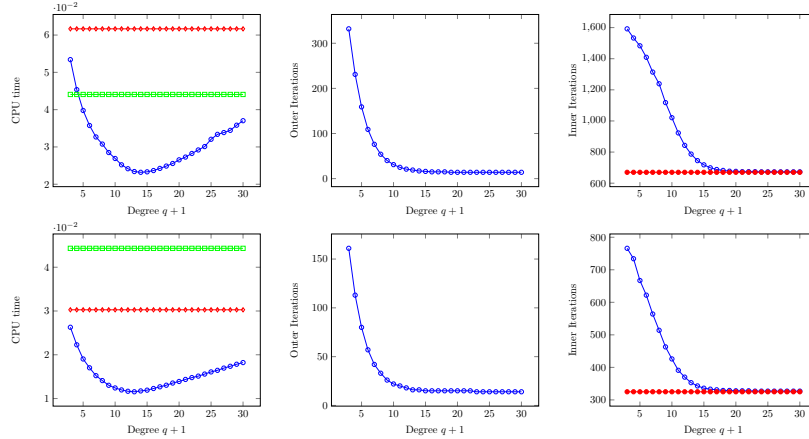 ·10⁻²
6
5
4
3
2
CPU time
5 10 15 20 25 30
Degree q + 1
300
200
100
0
Outer Iterations
5 10 15 20 25 30
Degree q + 1
1,600
1,400
1,200
1,000
800
600
Inner Iterations
5 10 15 20 25 30
Degree q + 1
·10⁻²
4
3
2
1
CPU time
5 10 15 20 25 30
Degree q + 1
150
100
50
0
Outer Iterations
5 10 15 20 25 30
Degree q + 1
800
700
600
500
400
300
Inner Iterations
5 10 15 20 25 30
Degree q + 1